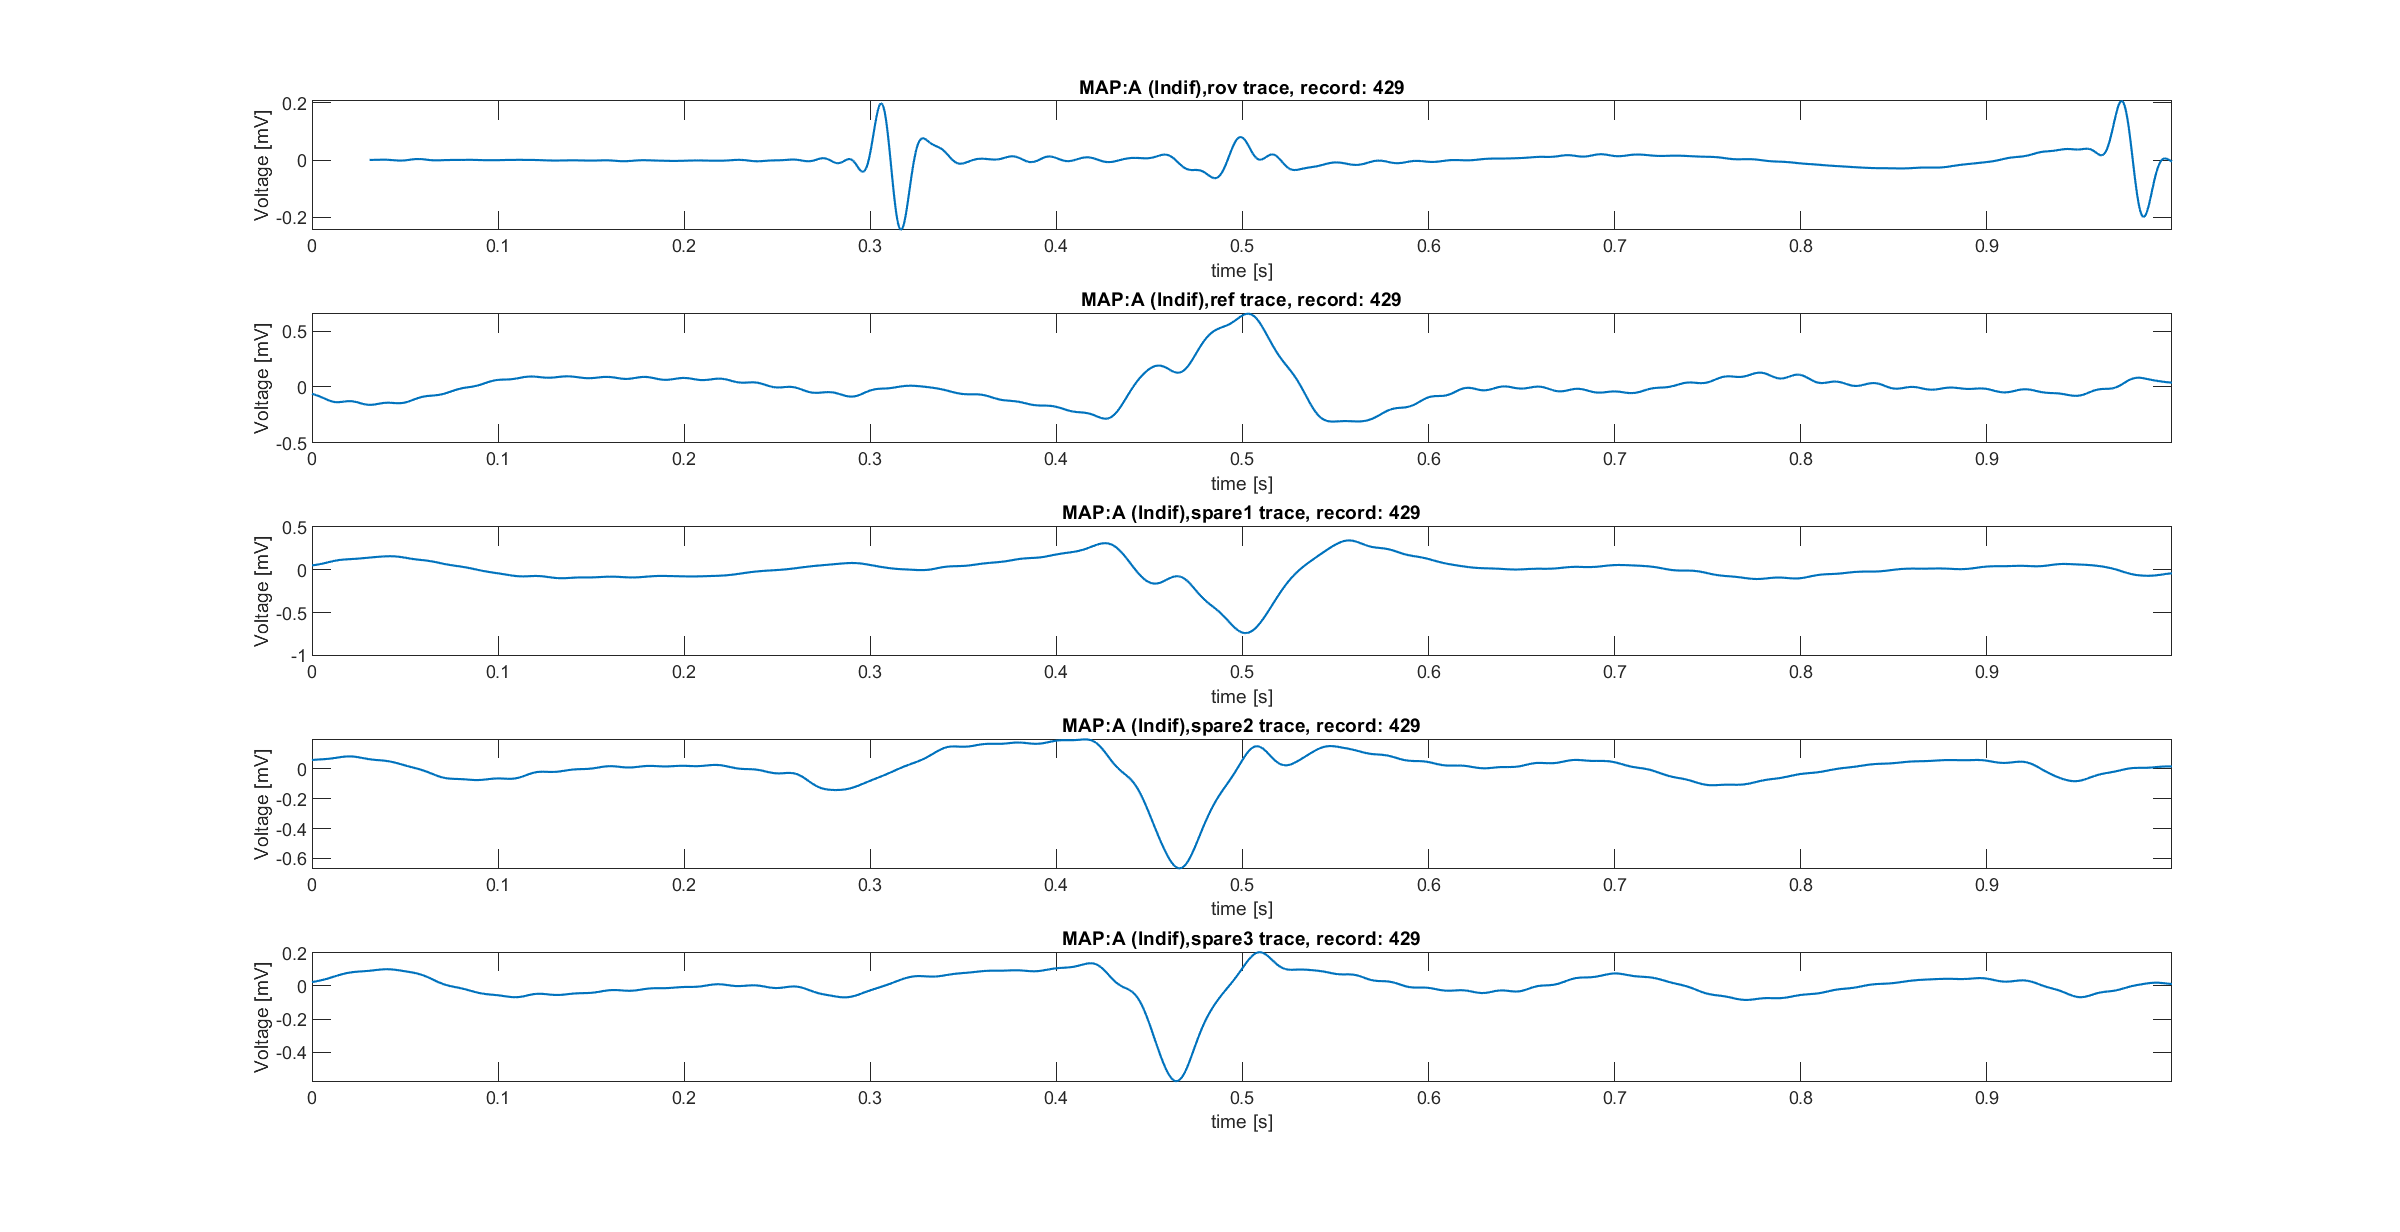 MAP:A (Indif),rov trace, record: 429
Voltage [mV]
0.2
0
-0.2
0 0.1 0.2 0.3 0.4 0.5 0.6 0.7 0.8 0.9
time [s]
MAP:A (Indif),ref trace, record: 429
Voltage [mV]
0.5
0
-0.5
0 0.1 0.2 0.3 0.4 0.5 0.6 0.7 0.8 0.9
time [s]
MAP:A (Indif),spare1 trace, record: 429
Voltage [mV]
0.5
0
-0.5
-1
0 0.1 0.2 0.3 0.4 0.5 0.6 0.7 0.8 0.9
time [s]
MAP:A (Indif),spare2 trace, record: 429
Voltage [mV]
0
-0.2
-0.4
-0.6
0 0.1 0.2 0.3 0.4 0.5 0.6 0.7 0.8 0.9
time [s]
MAP:A (Indif),spare3 trace, record: 429
Voltage [mV]
0.2
0
-0.2
-0.4
0 0.1 0.2 0.3 0.4 0.5 0.6 0.7 0.8 0.9
time [s]